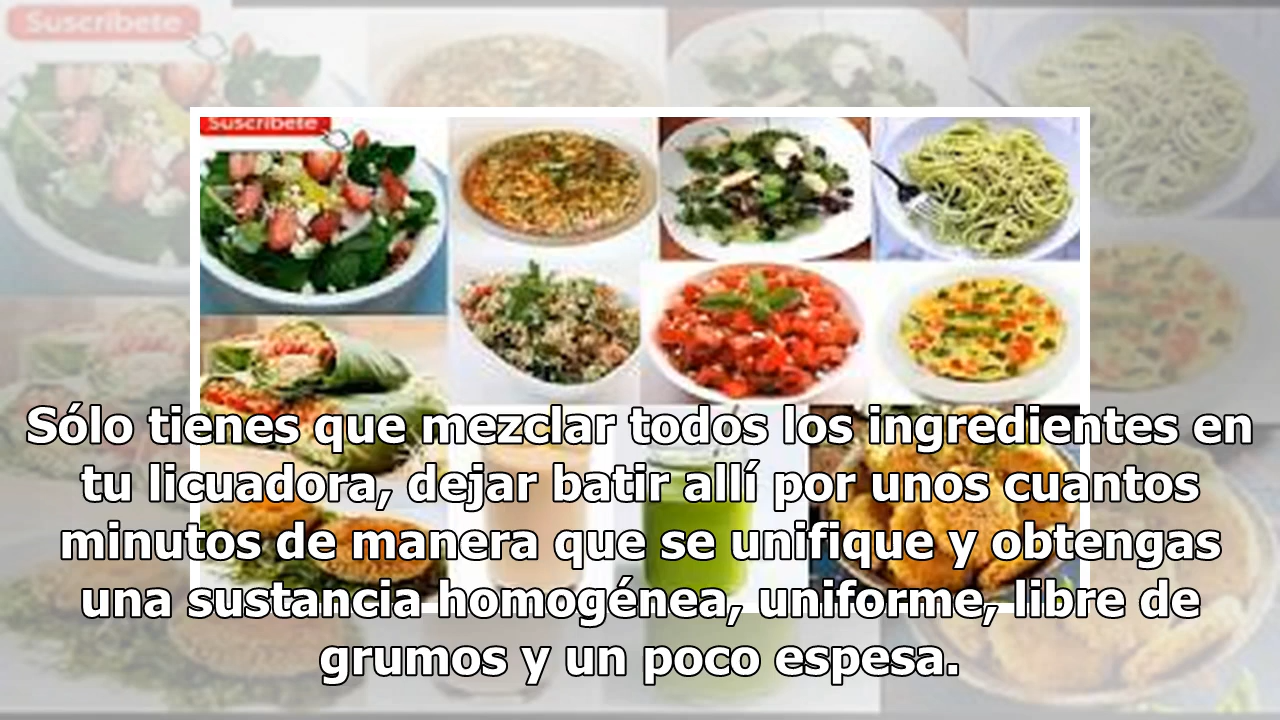 Suscribete
Suscribete
Sólo tienes que mezclar todos los ingredientes en
tu licuadora, dejar batir allí por unos cuantos
minutos de manera que se unifique y obtengas
una sustancia homogénea, uniforme, libre de
grumos y un poco espesa.